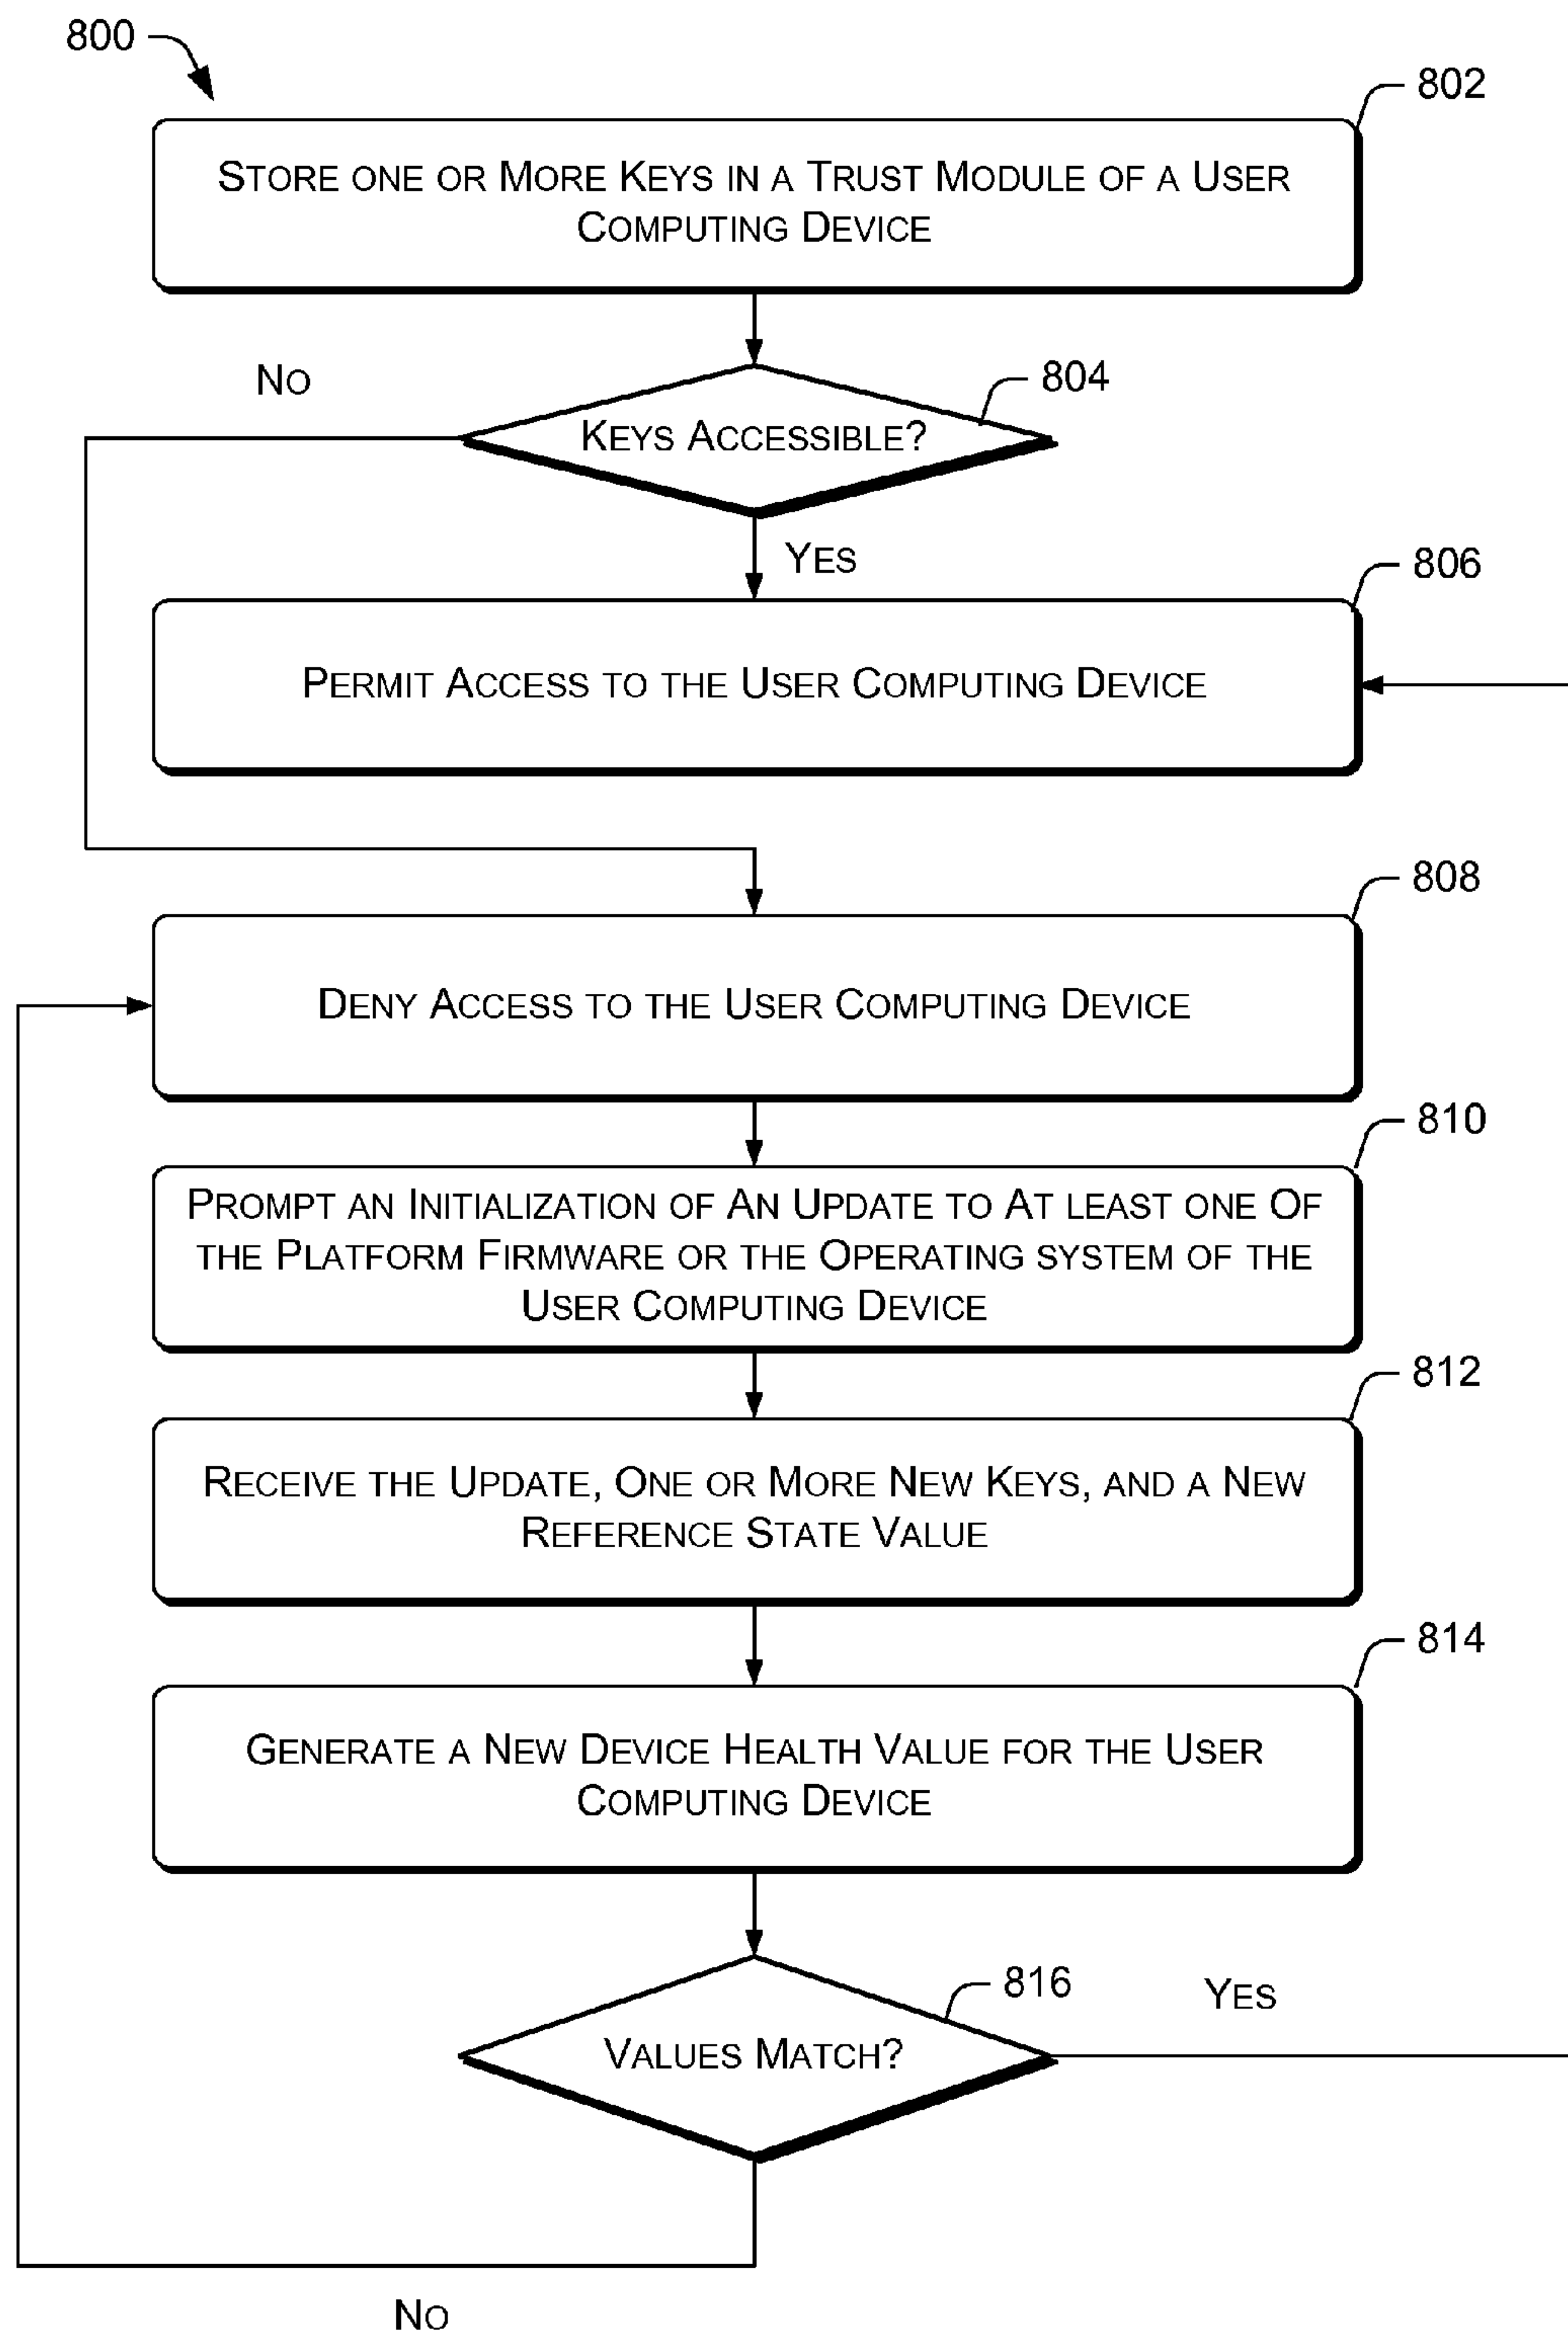 800
802
STORE ONE OR MORE KEYS IN A TRUST MODULE OF A USER
COMPUTING DEVICE
NO
804
KEYS ACCESSIBLE?
YES
806
PERMIT ACCESS TO THE USER COMPUTING DEVICE
808
DENY ACCESS TO THE USER COMPUTING DEVICE
810
PROMPT AN INITIALIZATION OF AN UPDATE TO AT LEAST ONE OF
THE PLATFORM FIRMWARE OR THE OPERATING SYSTEM OF THE
USER COMPUTING DEVICE
812
RECEIVE THE UPDATE, ONE OR MORE NEW KEYS, AND A NEW
REFERENCE STATE VALUE
814
GENERATE A NEW DEVICE HEALTH VALUE FOR THE USER
COMPUTING DEVICE
816
YES
VALUES MATCH?
NO